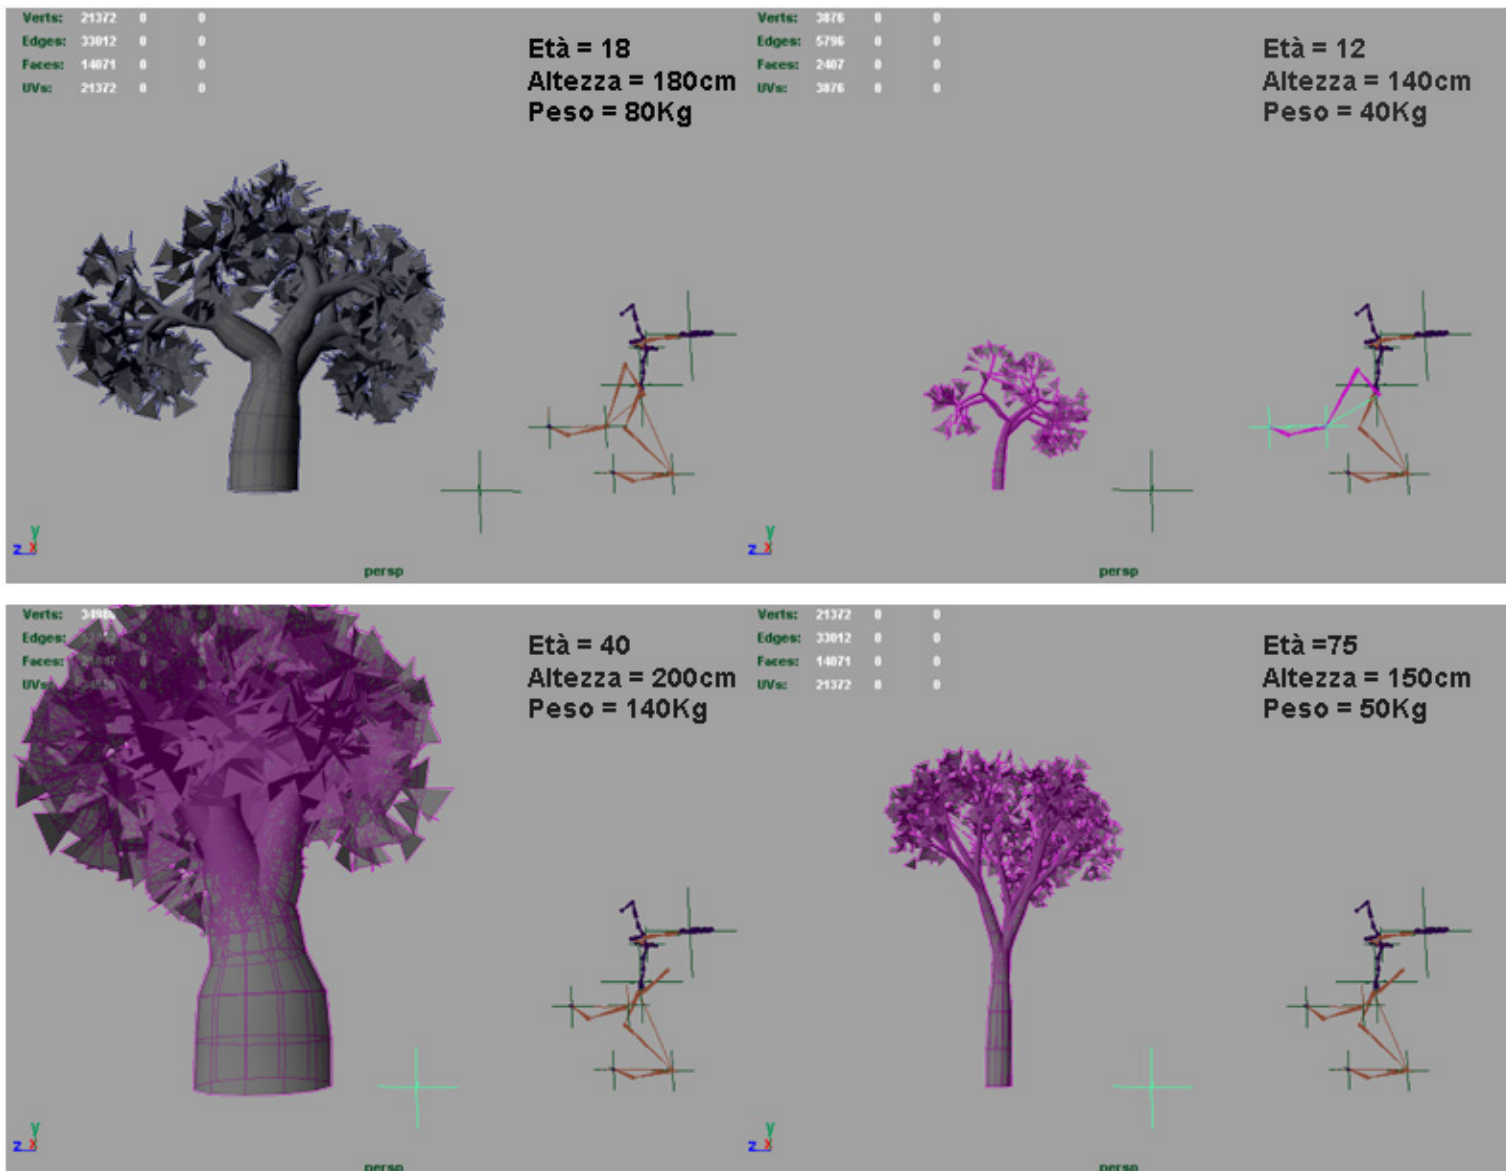 Verts: 21372 0 0
Edges: 33012 0 0
Faces: 14071 0 0
UVs: 21372 0 0
Età = 18
Altezza = 180cm
Peso = 80Kg
y
z x
persp
Verts: 3876 0 0
Edges: 5796 0 0
Faces: 2407 0 0
UVs: 3876 0 0
Età = 12
Altezza = 140cm
Peso = 40Kg
y
z x
persp
Verts:
Edges:
Faces:
UVs:
Età = 40
Altezza = 200cm
Peso = 140Kg
y
z x
persp
Verts: 21372 0 0
Edges: 33012 0 0
Faces: 14071 0 0
UVs: 21372 0 0
Età =75
Altezza = 150cm
Peso = 50Kg
y
z x
persp